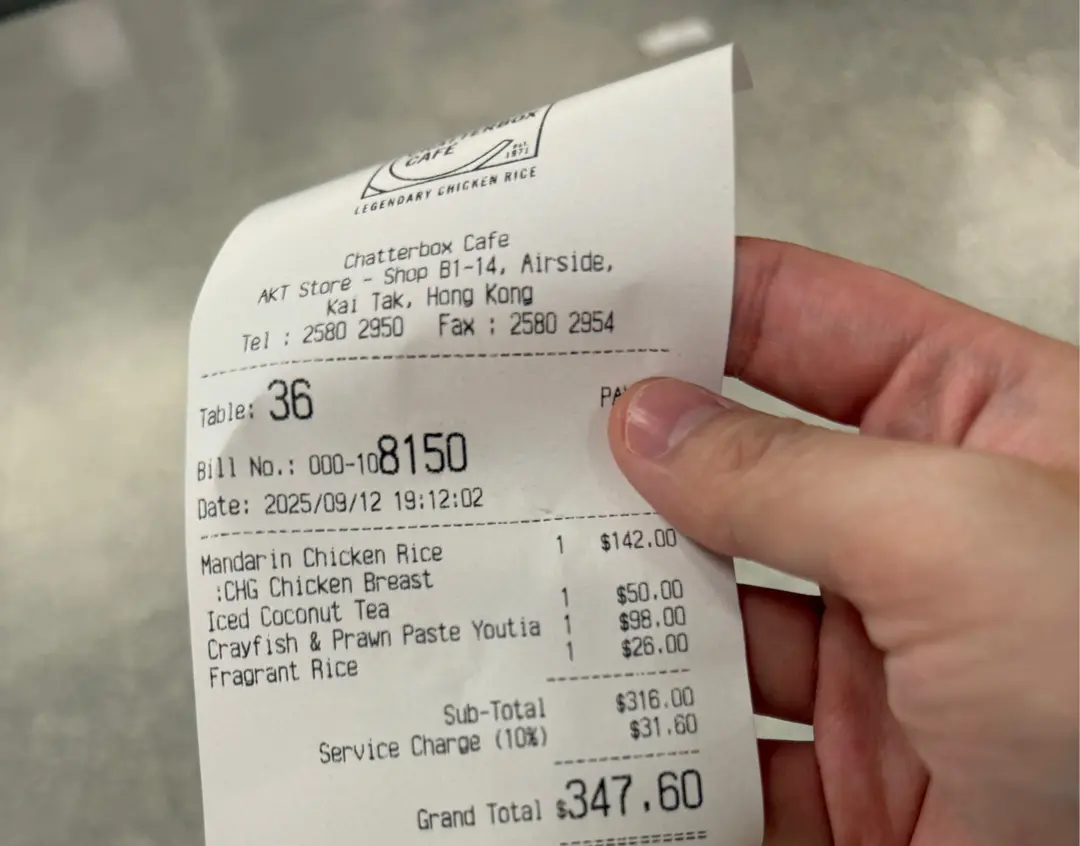 CHATTERBOX
CAFÉ
EST.
1971
LEGENDARY CHICKEN RICE
Chatterbox Cafe
AKT Store - Shop B1-14, Airside,
Kai Tak, Hong Kong
Tel : 2580 2950 Fax : 2580 2954
Table: 36
Bill No.: 000-108150
Date: 2025/09/12 19:12:02
Mandarin Chicken Rice 1 $142.00
:CHG Chicken Breast
Iced Coconut Tea 1 $50.00
Crayfish & Prawn Paste Youtia 1 $98.00
Fragrant Rice 1 $26.00
Sub-Total $316.00
Service Charge (10%) $31.60
Grand Total $347.60